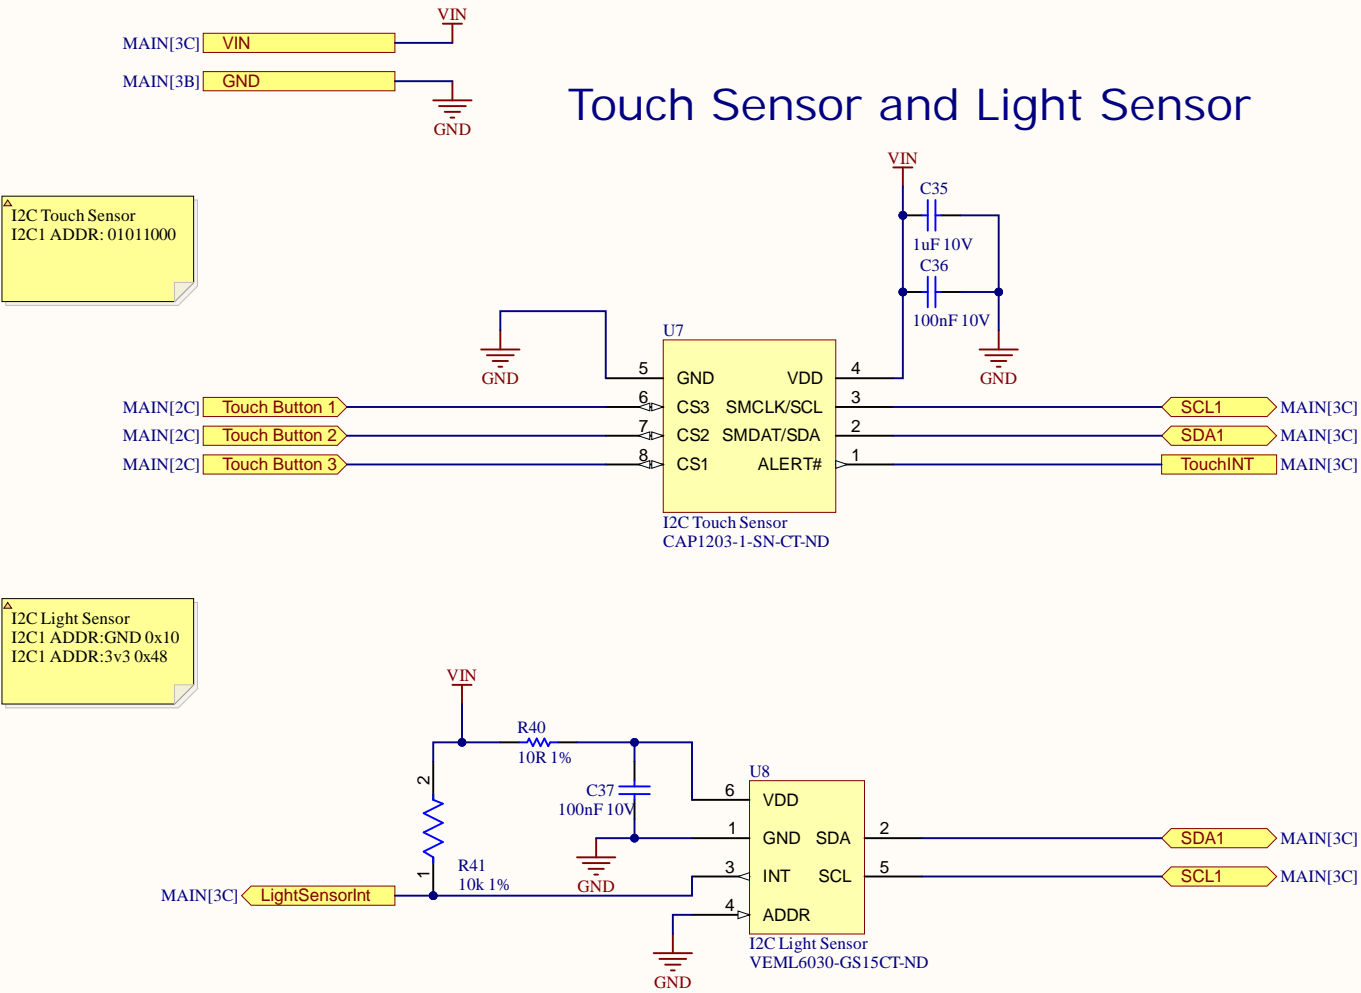 VIN
MAIN[3C] VIN
MAIN[3B] GND
GND
Touch Sensor and Light Sensor
I2C Touch Sensor
I2C1 ADDR: 01011000
VIN
C35
1uF 10V
C36
100nF 10V
GND
GND
U7
5 GND VDD 4
MAIN[2C] Touch Button 1 6 CS3 SMCLK/SCL 3 SCL1 MAIN[3C]
MAIN[2C] Touch Button 2 7 CS2 SMDAT/SDA 2 SDA1 MAIN[3C]
MAIN[2C] Touch Button 3 8 CS1 ALERT# 1 TouchINT MAIN[3C]
I2C Touch Sensor
CAP1203-1-SN-CT-ND
I2C Light Sensor
I2C1 ADDR:GND 0x10
I2C1 ADDR:3v3 0x48
VIN
R40
10R 1%
2
C37
100nF 10V
U8
6 VDD
1 GND SDA 2 SDA1 MAIN[3C]
GND
R41
10k 1%
1
3 INT SCL 5 SCL1 MAIN[3C]
MAIN[3C] LightSensorInt
4 ADDR
GND
I2C Light Sensor
VEML6030-GS15CT-ND